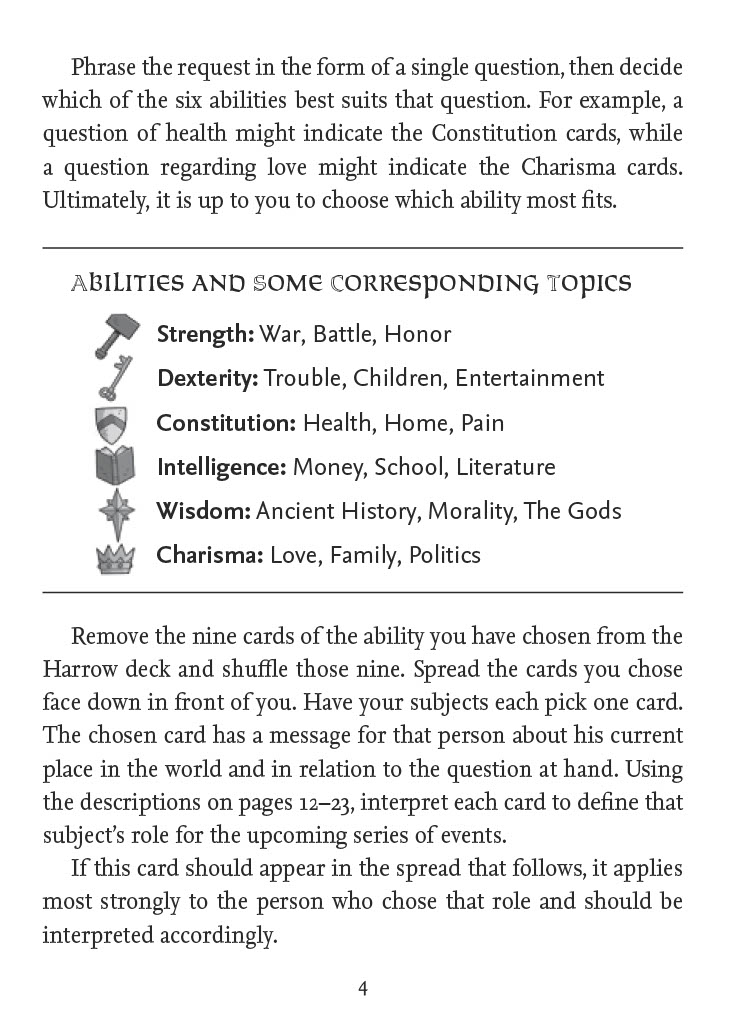 Phrase the request in the form of a single question, then decide
which of the six abilities best suits that question. For example, a
question of health might indicate the Constitution cards, while
a question regarding love might indicate the Charisma cards.
Ultimately, it is up to you to choose which ability most fits.
Abilities and Some Corresponding Topics
Strength: War, Battle, Honor
Dexterity: Trouble, Children, Entertainment
Constitution: Health, Home, Pain
Intelligence: Money, School, Literature
Wisdom: Ancient History, Morality, The Gods
Charisma: Love, Family, Politics
Remove the nine cards of the ability you have chosen from the
Harrow deck and shuffle those nine. Spread the cards you chose
face down in front of you. Have your subjects each pick one card.
The chosen card has a message for that person about his current
place in the world and in relation to the question at hand. Using
the descriptions on pages 12–23, interpret each card to define that
subject's role for the upcoming series of events.
If this card should appear in the spread that follows, it applies
most strongly to the person who chose that role and should be
interpreted accordingly.
4